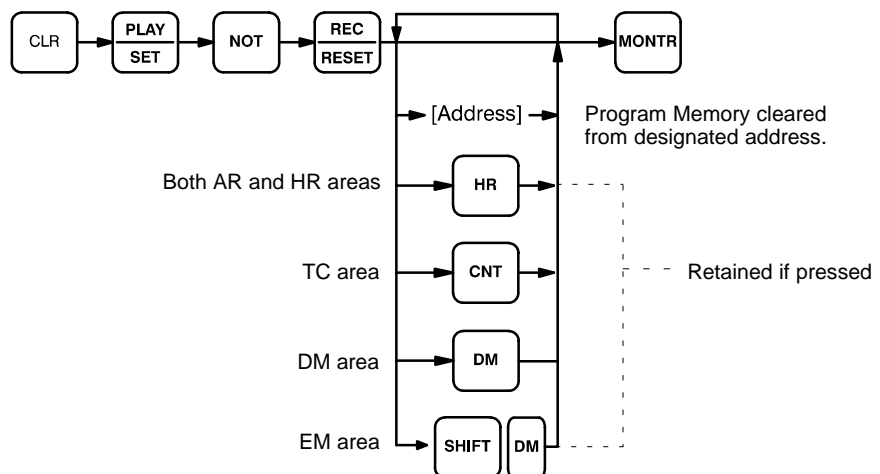 CLR
PLAY
SET
NOT
REC
RESET
MONTR
[Address]
Program Memory cleared
from designated address.
Both AR and HR areas
HR
TC area
CNT
Retained if pressed
DM area
DM
EM area
SHIFT
DM